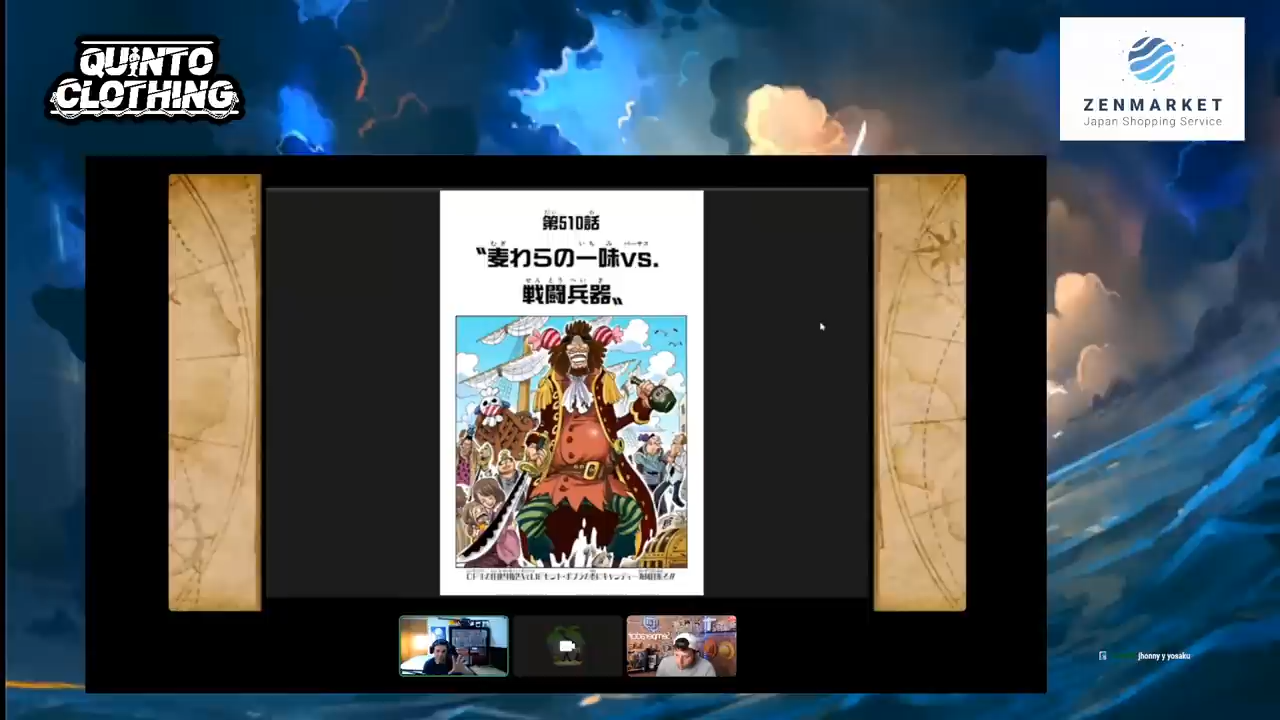 QUINTO
CLOTHING
ZENMARKET
Japan Shopping Service
第510話
〝麦わらの一味vs.
戦闘兵器〟
jhonny y yosaku